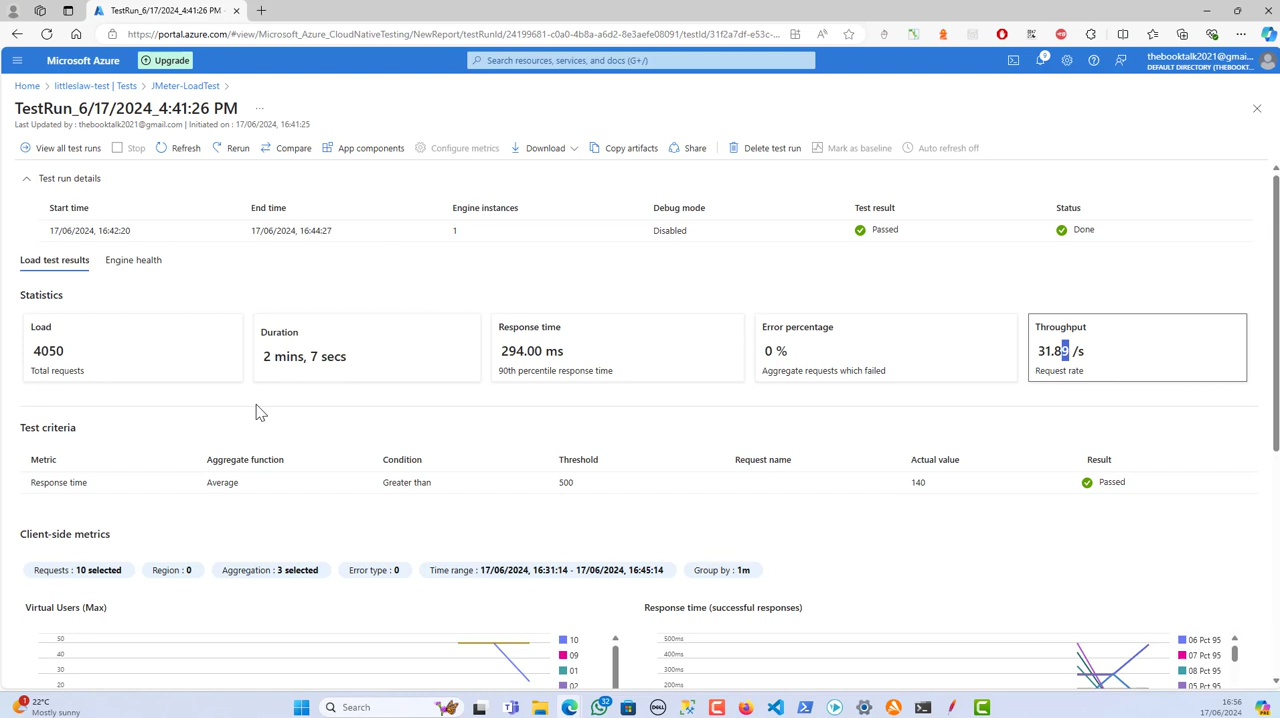 TestRun_6/17/2024_4:41:26 PM
https://portal.azure.com/#view/Microsoft_Azure_CloudNativeTesting/NewReport/testRunId/24199681-c0a0-4b8a-a6d2-8e3aefe08091/testId/31f2a7df-e53c-...
Microsoft Azure
Upgrade
Search resources, services, and docs (G+/)
9
thebooktalk2021@gmai...
DEFAULT DIRECTORY (THEBOOKT...
Home > littleslaw-test | Tests > JMeter-LoadTest >
TestRun_6/17/2024_4:41:26 PM ...
Last Updated by : thebooktalk2021@gmail.com | Initiated on : 17/06/2024, 16:41:25
View all test runs Stop Refresh Rerun Compare App components Configure metrics Download Copy artifacts Share Delete test run Mark as baseline Auto refresh off
Test run details
Start time End time Engine instances Debug mode Test result Status
17/06/2024, 16:42:20 17/06/2024, 16:44:27 1 Disabled Passed Done
Load test results Engine health
Statistics
Load
4050
Total requests
Duration
2 mins, 7 secs
Response time
294.00 ms
90th percentile response time
Error percentage
0 %
Aggregate requests which failed
Throughput
31.89 /s
Request rate
Test criteria
Metric Aggregate function Condition Threshold Request name Actual value Result
Response time Average Greater than 500 140 Passed
Client-side metrics
Requests : 10 selected Region : 0 Aggregation : 3 selected Error type : 0 Time range : 17/06/2024, 16:31:14 - 17/06/2024, 16:45:14 Group by : 1m
Virtual Users (Max)
50
40
30
20
10
09
01
02
Response time (successful responses)
500ms
400ms
300ms
200ms
06 Pct 95
07 Pct 95
08 Pct 95
05 Pct 95
1
22°C
Mostly sunny
Search
32
16:56
17/06/2024